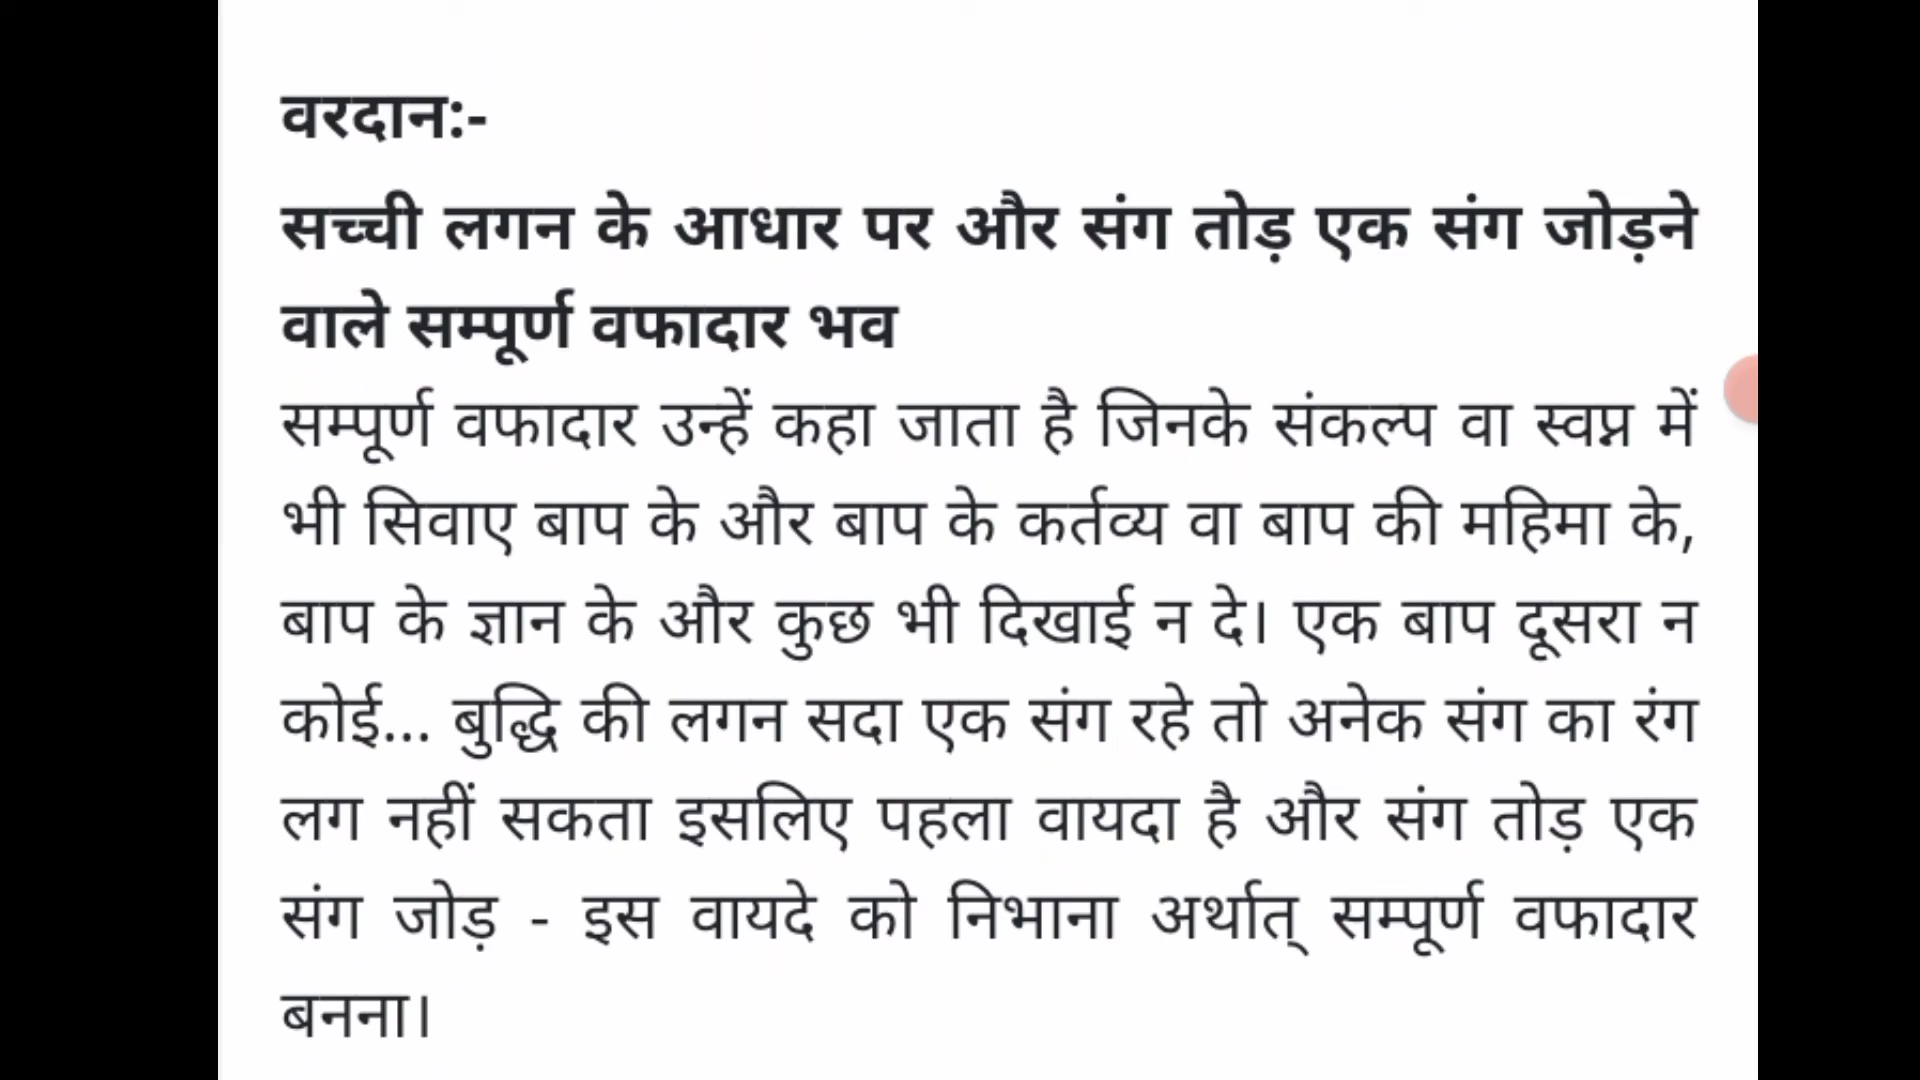 वरदान:-
सच्ची लगन के आधार पर और संग तोड़ एक संग जोड़ने
वाले सम्पूर्ण वफादार भव
सम्पूर्ण वफादार उन्हें कहा जाता है जिनके संकल्प वा स्वप्न में
भी सिवाए बाप के और बाप के कर्तव्य वा बाप की महिमा के,
बाप के ज्ञान के और कुछ भी दिखाई न दे। एक बाप दूसरा न
कोई... बुद्धि की लगन सदा एक संग रहे तो अनेक संग का रंग
लग नहीं सकता इसलिए पहला वायदा है और संग तोड़ एक
संग जोड़ - इस वायदे को निभाना अर्थात् सम्पूर्ण वफादार
बनना।